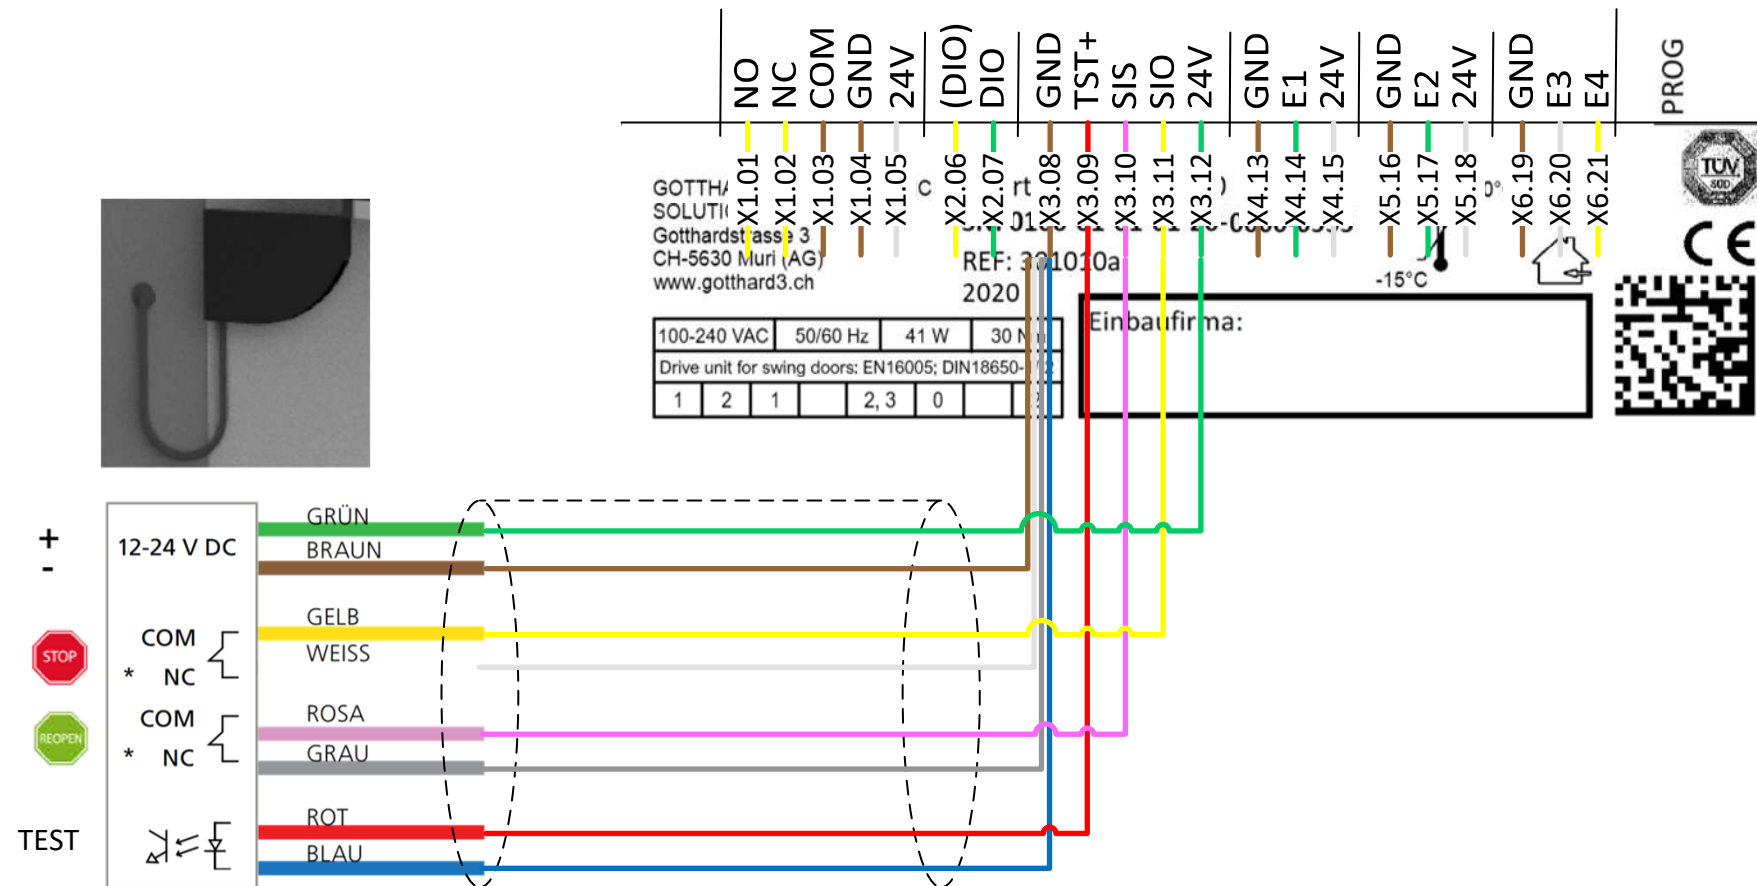 NO
NC
COM
GND
24V
(DIO)
DIO
GND
TST+
SIS
SIO
24V
GND
E1
24V
GND
E2
24V
GND
E3
E4
PROG
X1.01
X1.02
X1.03
X1.04
X1.05
X2.06
X2.07
X3.08
X3.09
X3.10
X3.11
X3.12
X4.13
X4.14
X4.15
X5.16
X5.17
X5.18
X6.19
X6.20
X6.21
TÜV
SÜD
CE
GOTTHA
SOLUTI
Gotthardstrasse 3
CH-5630 Muri (AG)
www.gotthard3.ch
REF: 301010a
2020
-15°C
Einbaufirma:
100-240 VAC 50/60 Hz 41 W 30 N
Drive unit for swing doors: EN16005; DIN18650-
1 2 1 2, 3 0
+
-
12-24 V DC
GRÜN
BRAUN
STOP
COM
* NC
GELB
WEISS
REOPEN
COM
* NC
ROSA
GRAU
TEST
ROT
BLAU